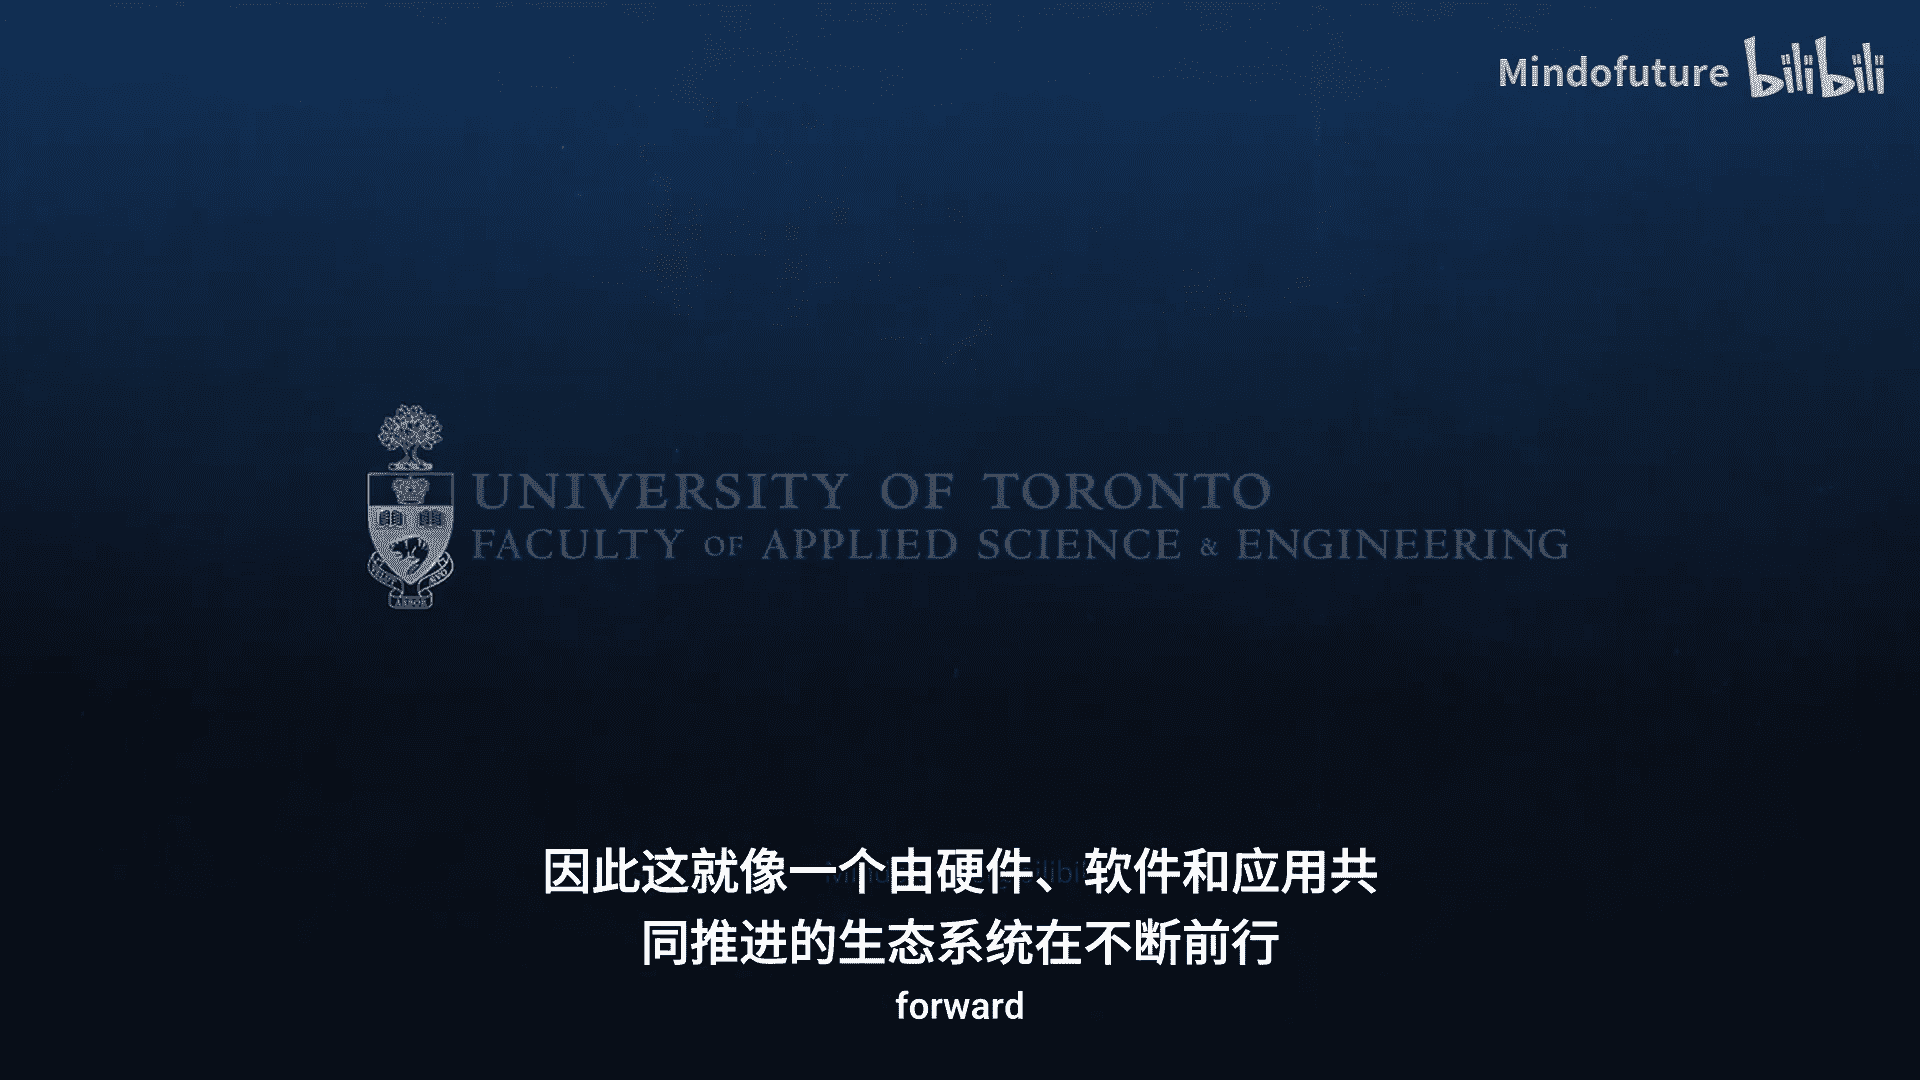 Mindofuture bilibili
UNIVERSITY OF TORONTO
FACULTY OF APPLIED SCIENCE & ENGINEERING
ARBOR
因此这就像一个由硬件、软件和应用共
同推进的生态系统在不断前行
forward